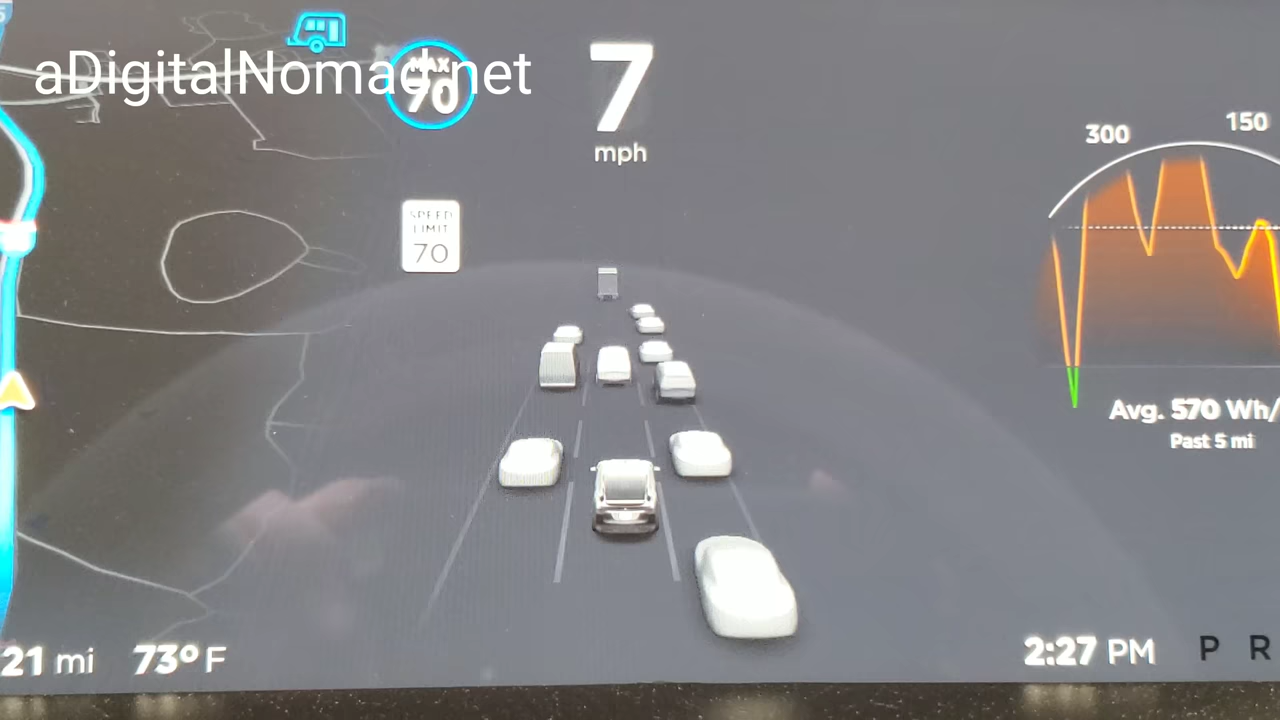 aDigitalNomad.net
MAX
70
7
mph
SPEED
LIMIT
70
300
150
Avg. 570 Wh/
Past 5 mi
21 mi
73° F
2:27 PM
P R